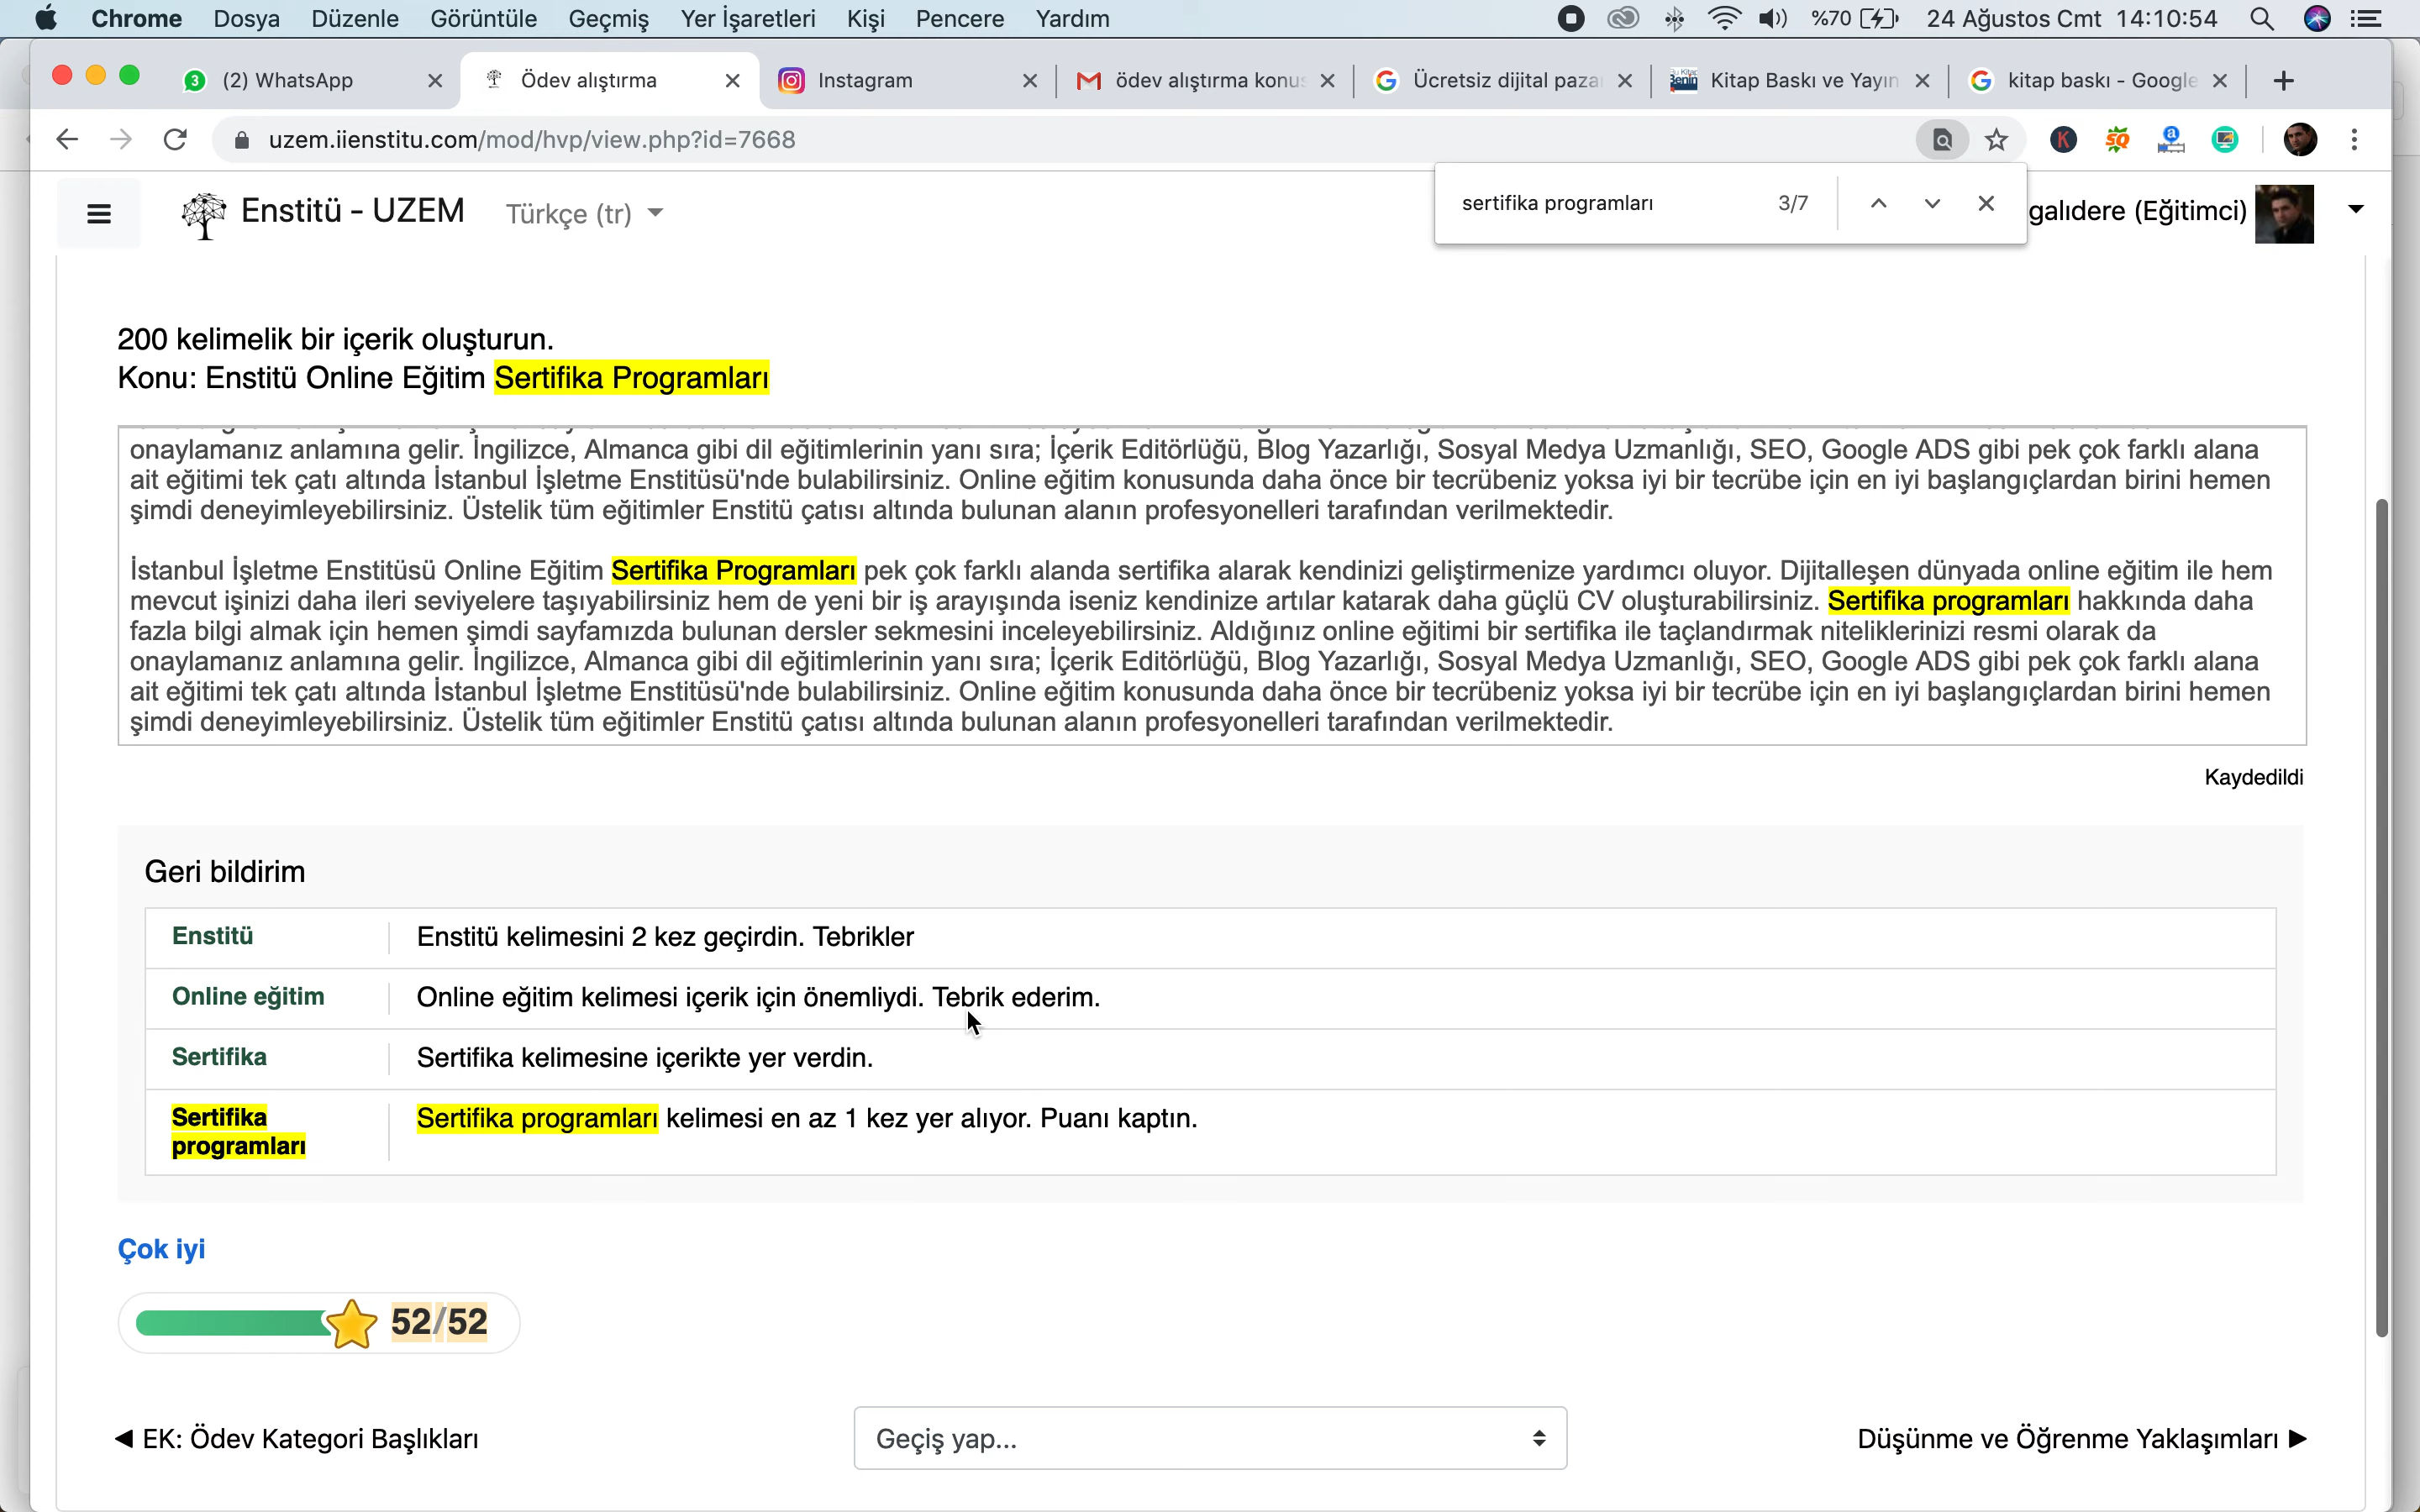 Chrome Dosya Düzenle Görüntüle Geçmiş Yer İşaretleri Kişi Pencere Yardım %70 24 Ağustos Cmt 14:10:54
3 (2) WhatsApp Ödev alıştırma Instagram ödev alıştırma konus Ücretsiz dijital paza Kitap Baskı ve Yayın kitap baskı - Google
uzem.iienstitu.com/mod/hvp/view.php?id=7668
Enstitü - UZEM Türkçe (tr) sertifika programları 3/7 galıdere (Eğitimci)
200 kelimelik bir içerik oluşturun.
Konu: Enstitü Online Eğitim Sertifika Programları
onaylamanız anlamına gelir. İngilizce, Almanca gibi dil eğitimlerinin yanı sıra; İçerik Editörlüğü, Blog Yazarlığı, Sosyal Medya Uzmanlığı, SEO, Google ADS gibi pek çok farklı alana
ait eğitimi tek çatı altında İstanbul İşletme Enstitüsü'nde bulabilirsiniz. Online eğitim konusunda daha önce bir tecrübeniz yoksa iyi bir tecrübe için en iyi başlangıçlardan birini hemen
şimdi deneyimleyebilirsiniz. Üstelik tüm eğitimler Enstitü çatısı altında bulunan alanın profesyonelleri tarafından verilmektedir.
İstanbul İşletme Enstitüsü Online Eğitim Sertifika Programları pek çok farklı alanda sertifika alarak kendinizi geliştirmenize yardımcı oluyor. Dijitalleşen dünyada online eğitim ile hem
mevcut işinizi daha ileri seviyelere taşıyabilirsiniz hem de yeni bir iş arayışında iseniz kendinize artılar katarak daha güçlü CV oluşturabilirsiniz. Sertifika programları hakkında daha
fazla bilgi almak için hemen şimdi sayfamızda bulunan dersler sekmesini inceleyebilirsiniz. Aldığınız online eğitimi bir sertifika ile taçlandırmak niteliklerinizi resmi olarak da
onaylamanız anlamına gelir. İngilizce, Almanca gibi dil eğitimlerinin yanı sıra; İçerik Editörlüğü, Blog Yazarlığı, Sosyal Medya Uzmanlığı, SEO, Google ADS gibi pek çok farklı alana
ait eğitimi tek çatı altında İstanbul İşletme Enstitüsü'nde bulabilirsiniz. Online eğitim konusunda daha önce bir tecrübeniz yoksa iyi bir tecrübe için en iyi başlangıçlardan birini hemen
şimdi deneyimleyebilirsiniz. Üstelik tüm eğitimler Enstitü çatısı altında bulunan alanın profesyonelleri tarafından verilmektedir.
Kaydedildi
Geri bildirim
Enstitü Enstitü kelimesini 2 kez geçirdin. Tebrikler
Online eğitim Online eğitim kelimesi içerik için önemliydi. Tebrik ederim.
Sertifika Sertifika kelimesine içerikte yer verdin.
Sertifika programları kelimesi en az 1 kez yer alıyor. Puanı kaptın.
Sertifika
programları
Çok iyi
52/52
◀ EK: Ödev Kategori Başlıkları Geçiş yap... Düşünme ve Öğrenme Yaklaşımları ▶